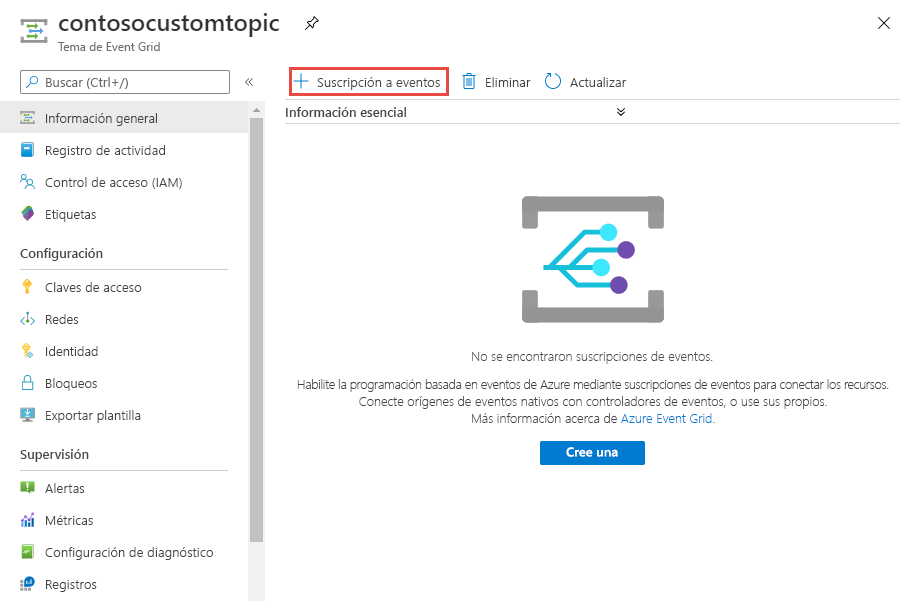 contosocustomtopic
Tema de Event Grid
Buscar (Ctrl+/)
«
Información general
Registro de actividad
Control de acceso (IAM)
Etiquetas
Configuración
Claves de acceso
Redes
Identidad
Bloqueos
Exportar plantilla
Supervisión
Alertas
Métricas
Configuración de diagnóstico
Registros
Suscripción a eventos Eliminar Actualizar
Información esencial
No se encontraron suscripciones de eventos.
Habilite la programación basada en eventos de Azure mediante suscripciones de eventos para conectar los recursos.
Conecte orígenes de eventos nativos con controladores de eventos, o use sus propios.
Más información acerca de Azure Event Grid.
Cree una